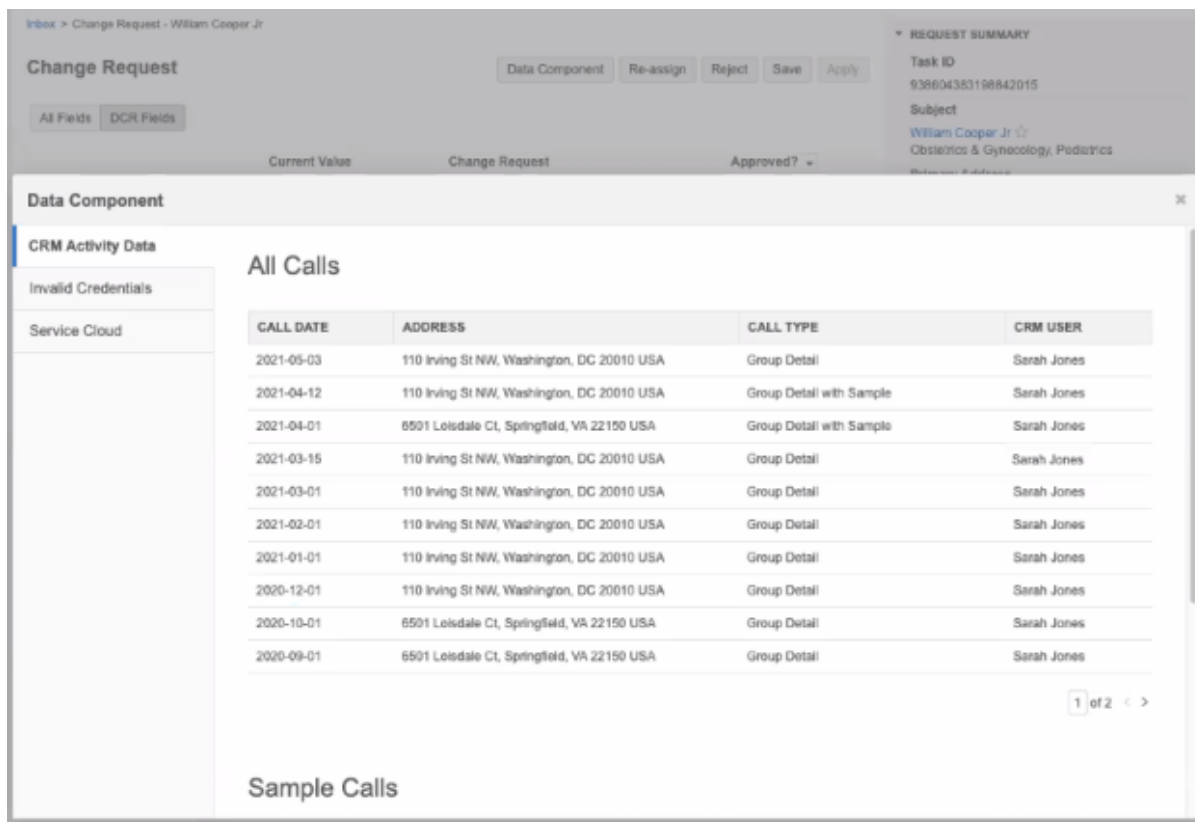 Inbox > Change Request - William Cooper Jr
Change Request
Data Component Re-assign Reject Save Apply
All Fields DCR Fields
Current Value Change Request Approved?
REQUEST SUMMARY
Task ID
938604383198842015
Subject
William Cooper Jr
Obstetrics & Gynecology, Pediatrics
Primary Address
Data Component
CRM Activity Data
Invalid Credentials
Service Cloud
All Calls
CALL DATE ADDRESS CALL TYPE CRM USER
2021-05-03 110 Irving St NW, Washington, DC 20010 USA Group Detail Sarah Jones
2021-04-12 110 Irving St NW, Washington, DC 20010 USA Group Detail with Sample Sarah Jones
2021-04-01 6501 Loisdale Ct, Springfield, VA 22150 USA Group Detail with Sample Sarah Jones
2021-03-15 110 Irving St NW, Washington, DC 20010 USA Group Detail Sarah Jones
2021-03-01 110 Irving St NW, Washington, DC 20010 USA Group Detail Sarah Jones
2021-02-01 110 Irving St NW, Washington, DC 20010 USA Group Detail Sarah Jones
2021-01-01 110 Irving St NW, Washington, DC 20010 USA Group Detail Sarah Jones
2020-12-01 110 Irving St NW, Washington, DC 20010 USA Group Detail Sarah Jones
2020-10-01 6501 Loisdale Ct, Springfield, VA 22150 USA Group Detail Sarah Jones
2020-09-01 6501 Loisdale Ct, Springfield, VA 22150 USA Group Detail Sarah Jones
1 of 2 < >
Sample Calls